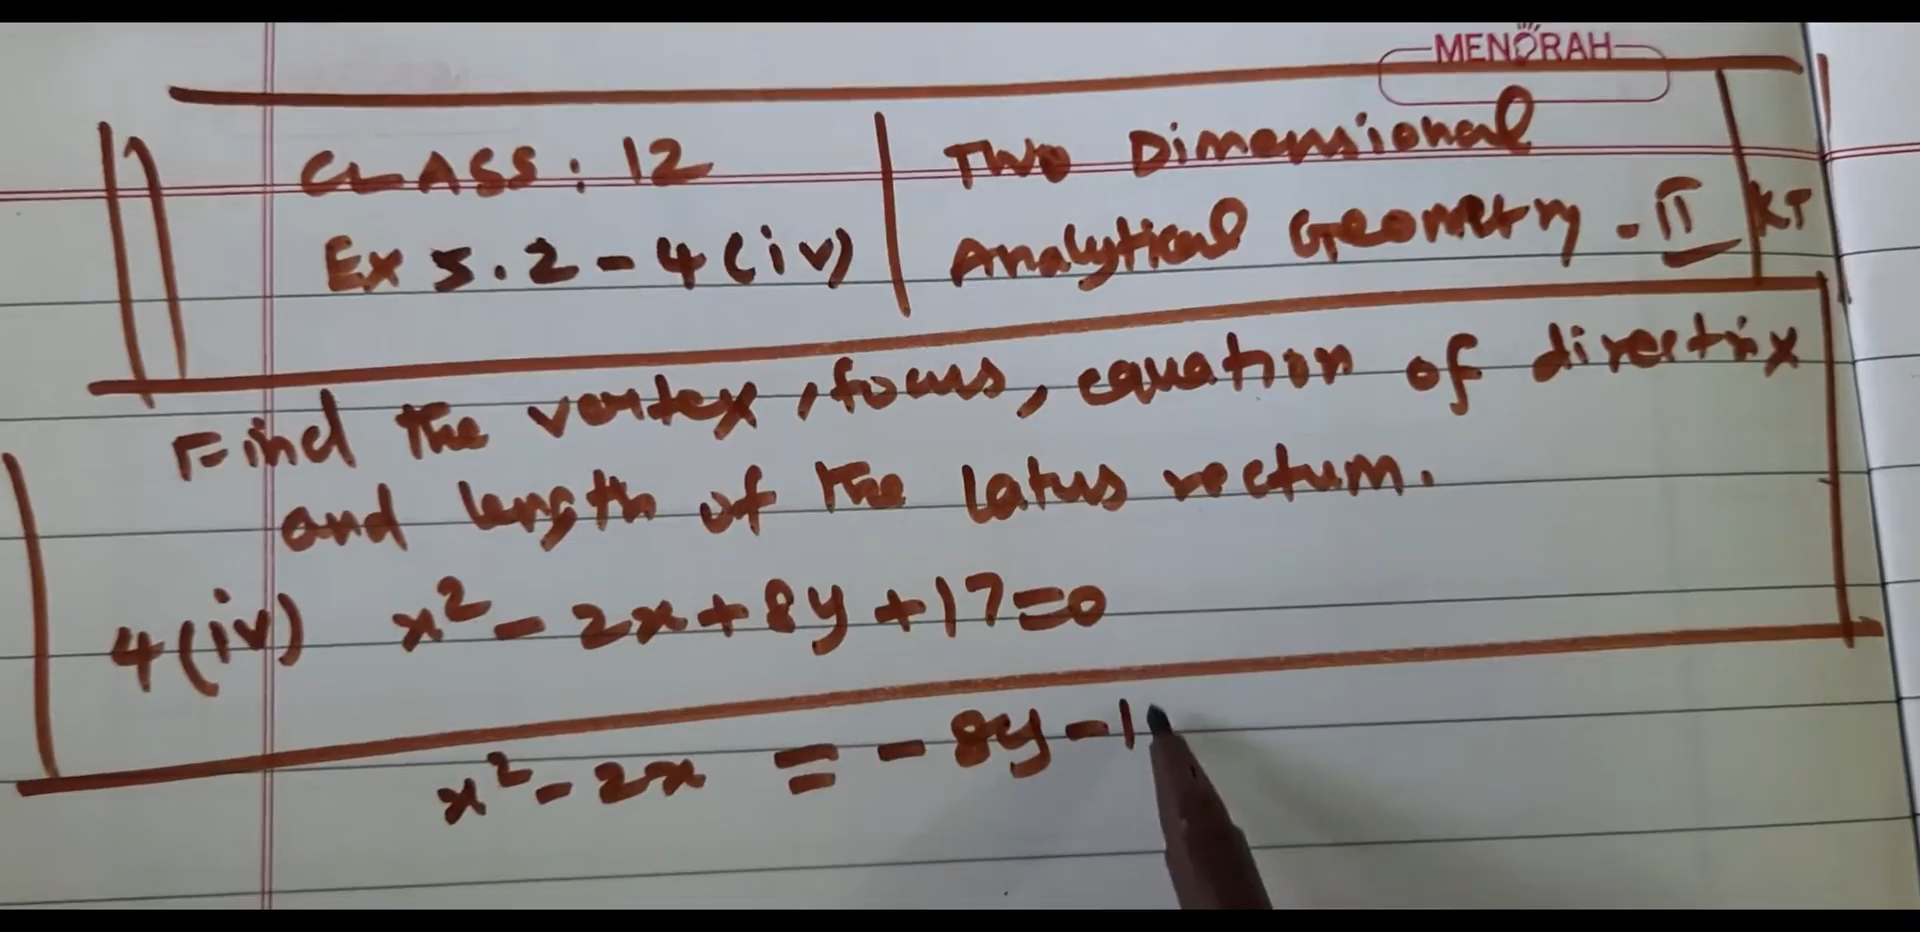 MENORAH
CLASS: 12
Ex 5.2-4(iv)
Two Dimensional
Analytical Geometry-II
KT
Find the vertex, focus, equation of directrix
and length of the latus rectum.
4(iv) x²-2x+8y+17=0
x²-2x = -8y-1